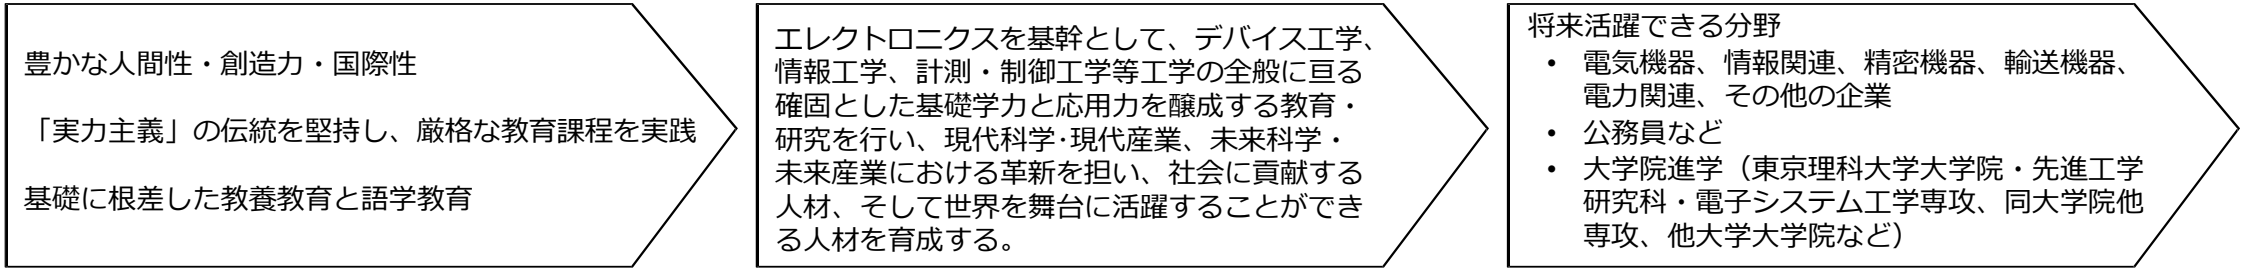 豊かな人間性・創造力・国際性
「実力主義」の伝統を堅持し、厳格な教育課程を実践
基礎に根差した教養教育と語学教育
エレクトロニクスを基幹として、デバイス工学、
情報工学、計測・制御工学等工学の全般に亘る
確固とした基礎学力と応用力を醸成する教育・
研究を行い、現代科学･現代産業、未来科学・
未来産業における革新を担い、社会に貢献する
人材、そして世界を舞台に活躍することができ
る人材を育成する。
将来活躍できる分野
• 電気機器、情報関連、精密機器、輸送機器、
電力関連、その他の企業
• 公務員など
• 大学院進学（東京理科大学大学院・先進工学
研究科・電子システム工学専攻、同大学院他
専攻、他大学大学院など）